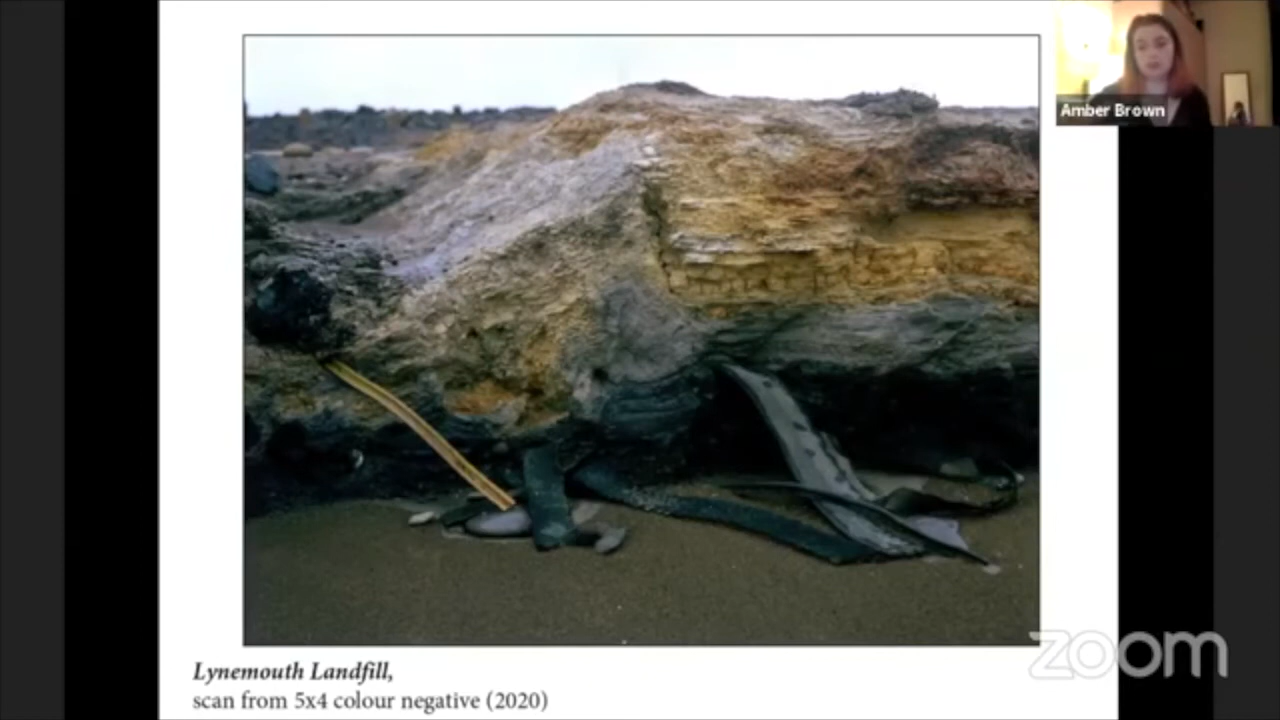 Amber Brown
zoom
Lynemouth Landfill,
scan from 5x4 colour negative (2020)